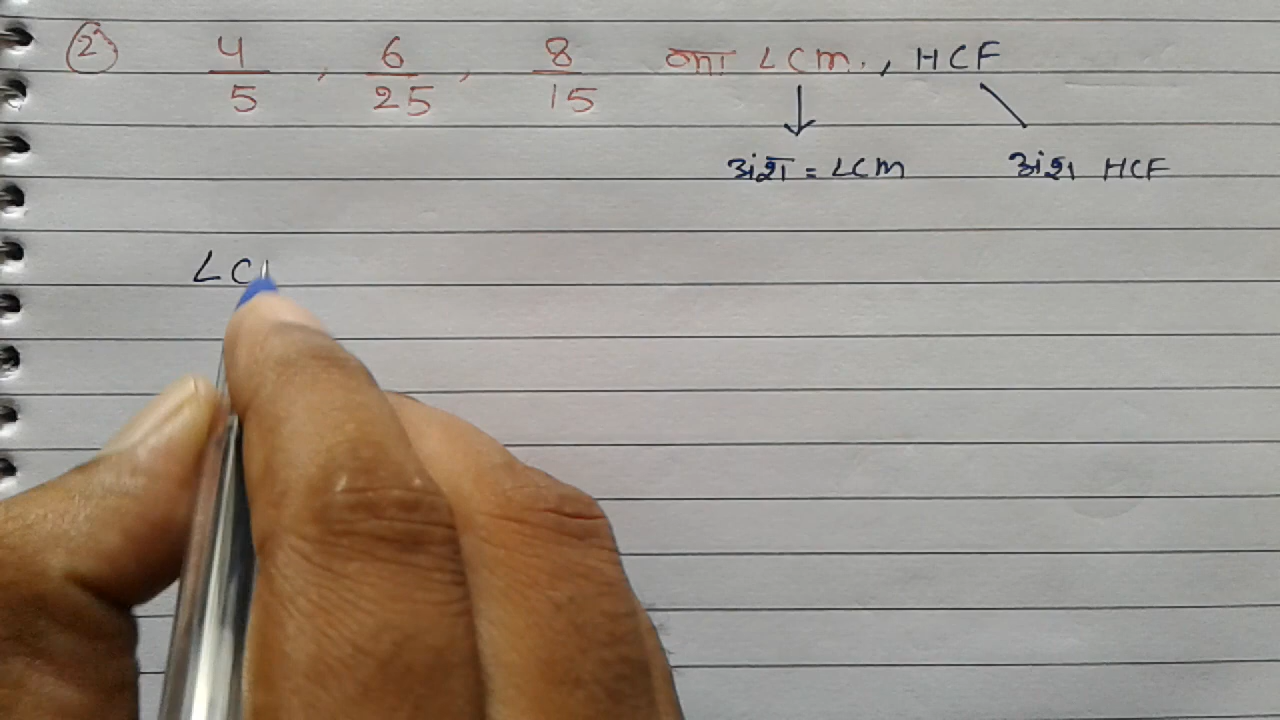 2 4/5 , 6/25 , 8/15 का LCM. , HCF
अंश = LCM अंश HCF
LC